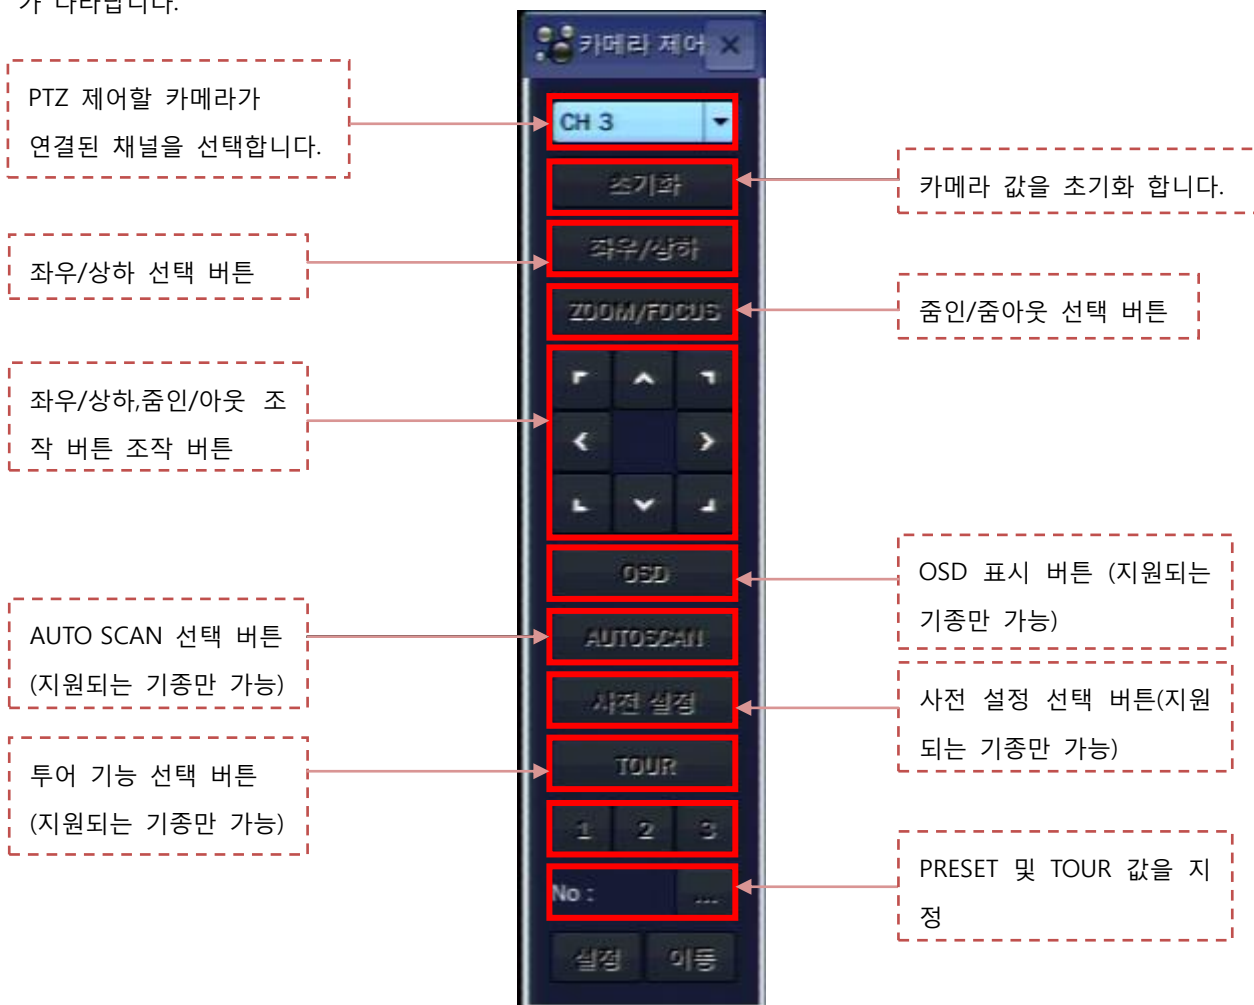 가 나타납니다.
카메라 제어
PTZ 제어할 카메라가
연결된 채널을 선택합니다.
CH 3
초기화
카메라 값을 초기화 합니다.
좌우/상하 선택 버튼
좌우/상하
ZOOM/FOCUS
줌인/줌아웃 선택 버튼
좌우/상하,줌인/아웃 조
작 버튼 조작 버튼
OSD
OSD 표시 버튼 (지원되는
기종만 가능)
AUTO SCAN 선택 버튼
(지원되는 기종만 가능)
AUTOSCAN
사전 설정
사전 설정 선택 버튼(지원
되는 기종만 가능)
투어 기능 선택 버튼
(지원되는 기종만 가능)
TOUR
1 2 3
No : ...
PRESET 및 TOUR 값을 지
정
설정 이동